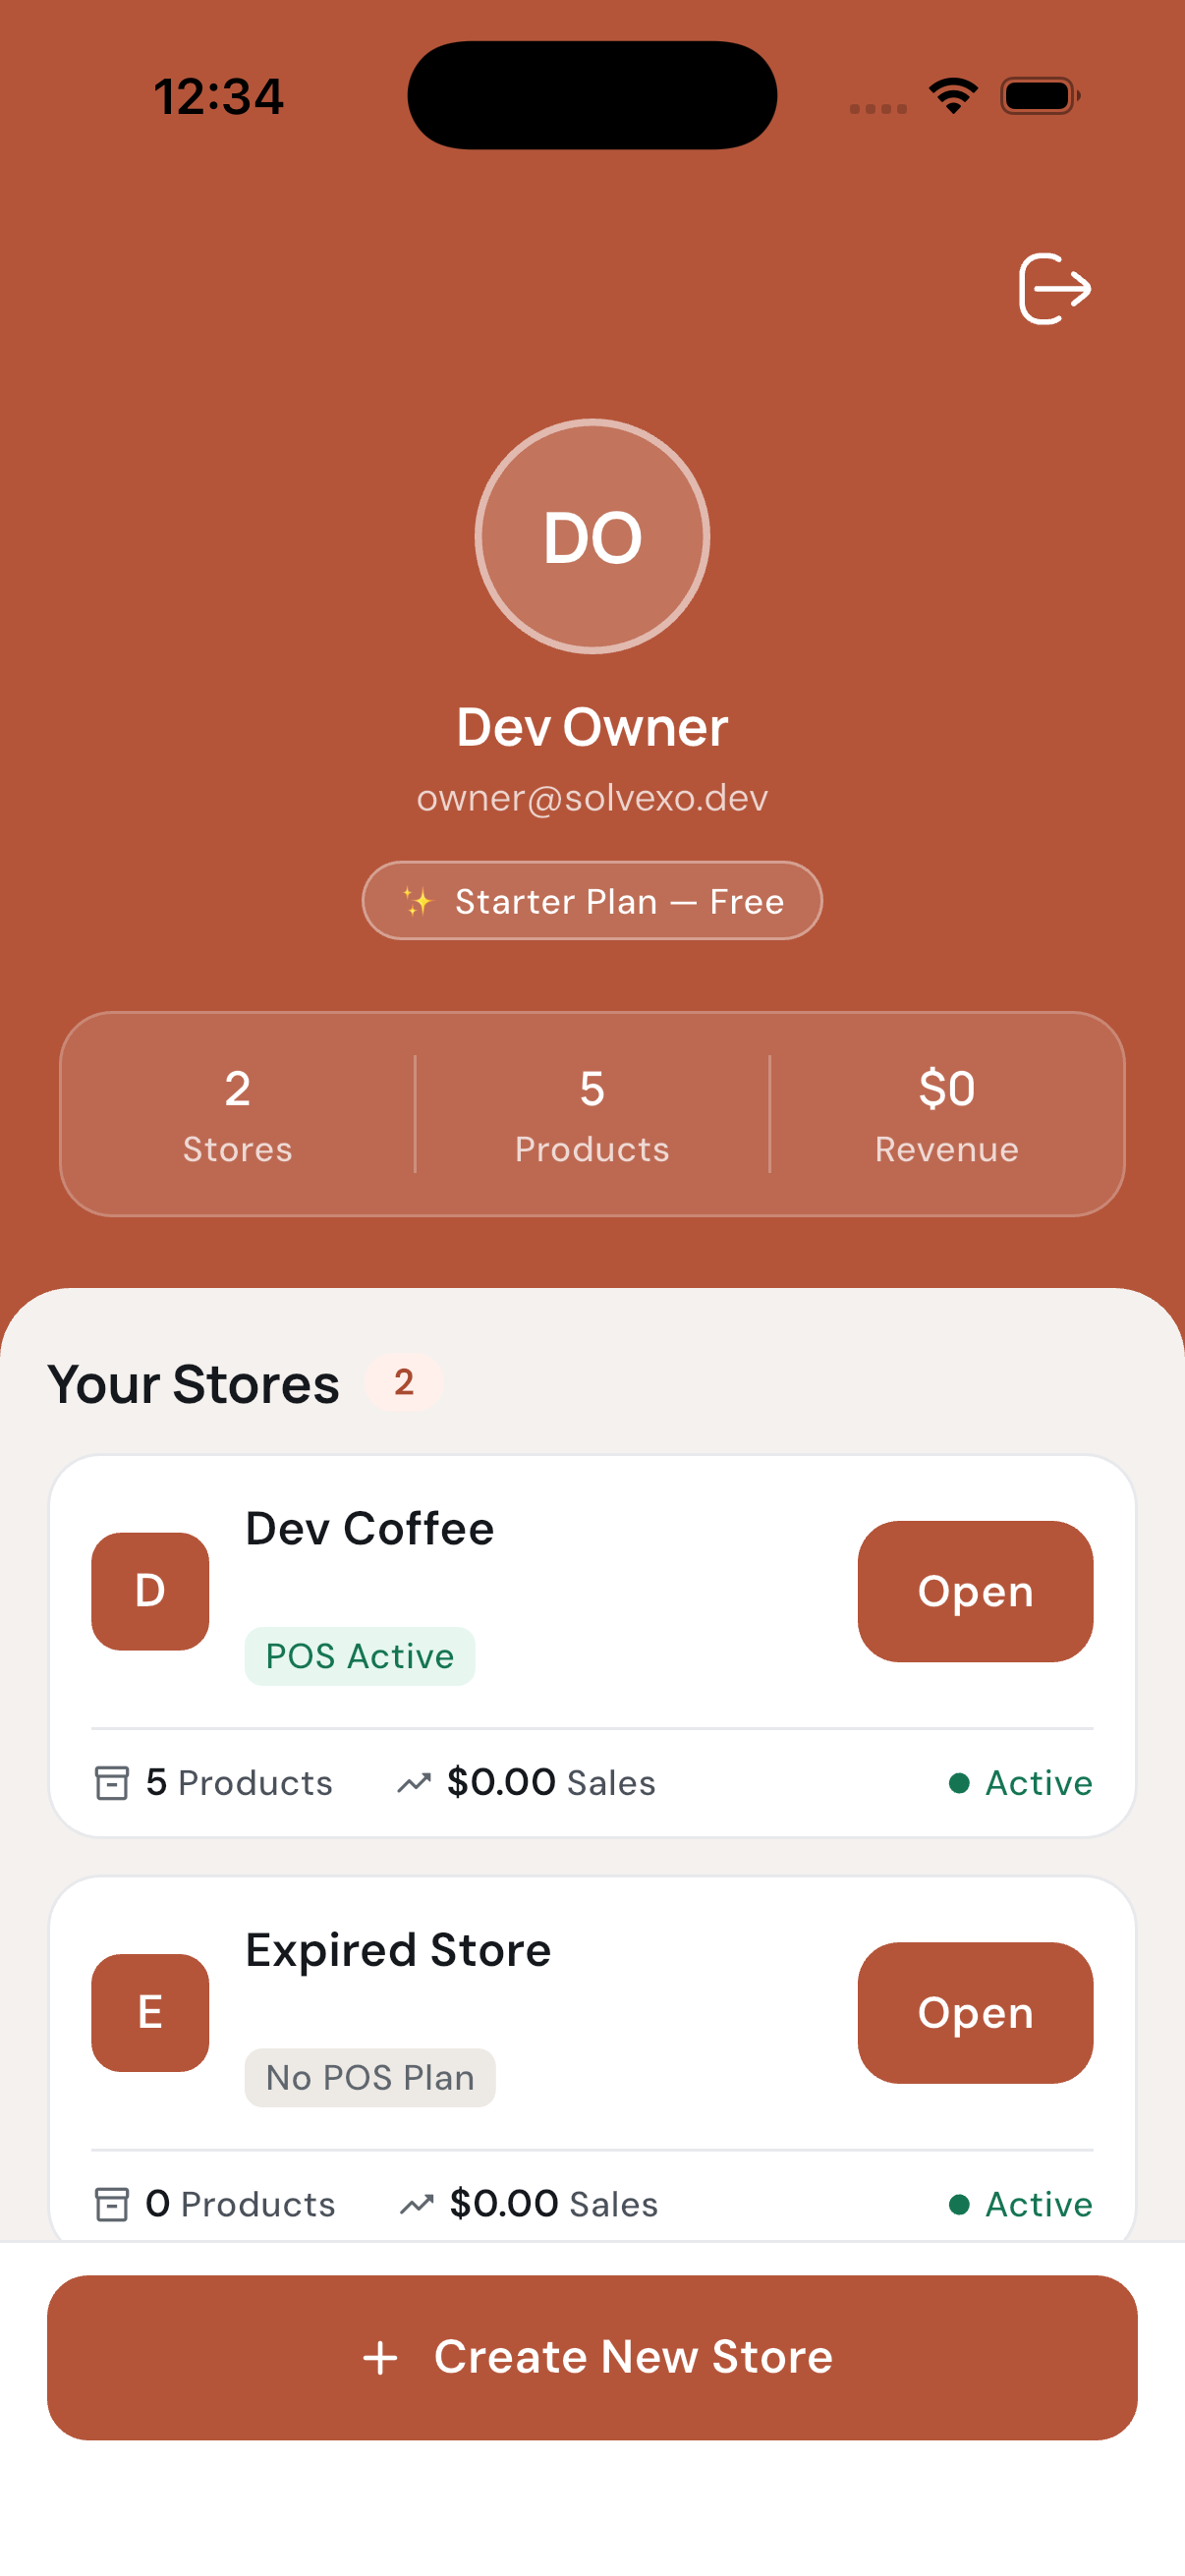 12:34
DO
Dev Owner
owner@solvexo.dev
✨ Starter Plan — Free
2 5 $0
Stores Products Revenue
Your Stores 2
Dev Coffee
D
Open
POS Active
5 Products $0.00 Sales Active
Expired Store
E
Open
No POS Plan
0 Products $0.00 Sales Active
+ Create New Store